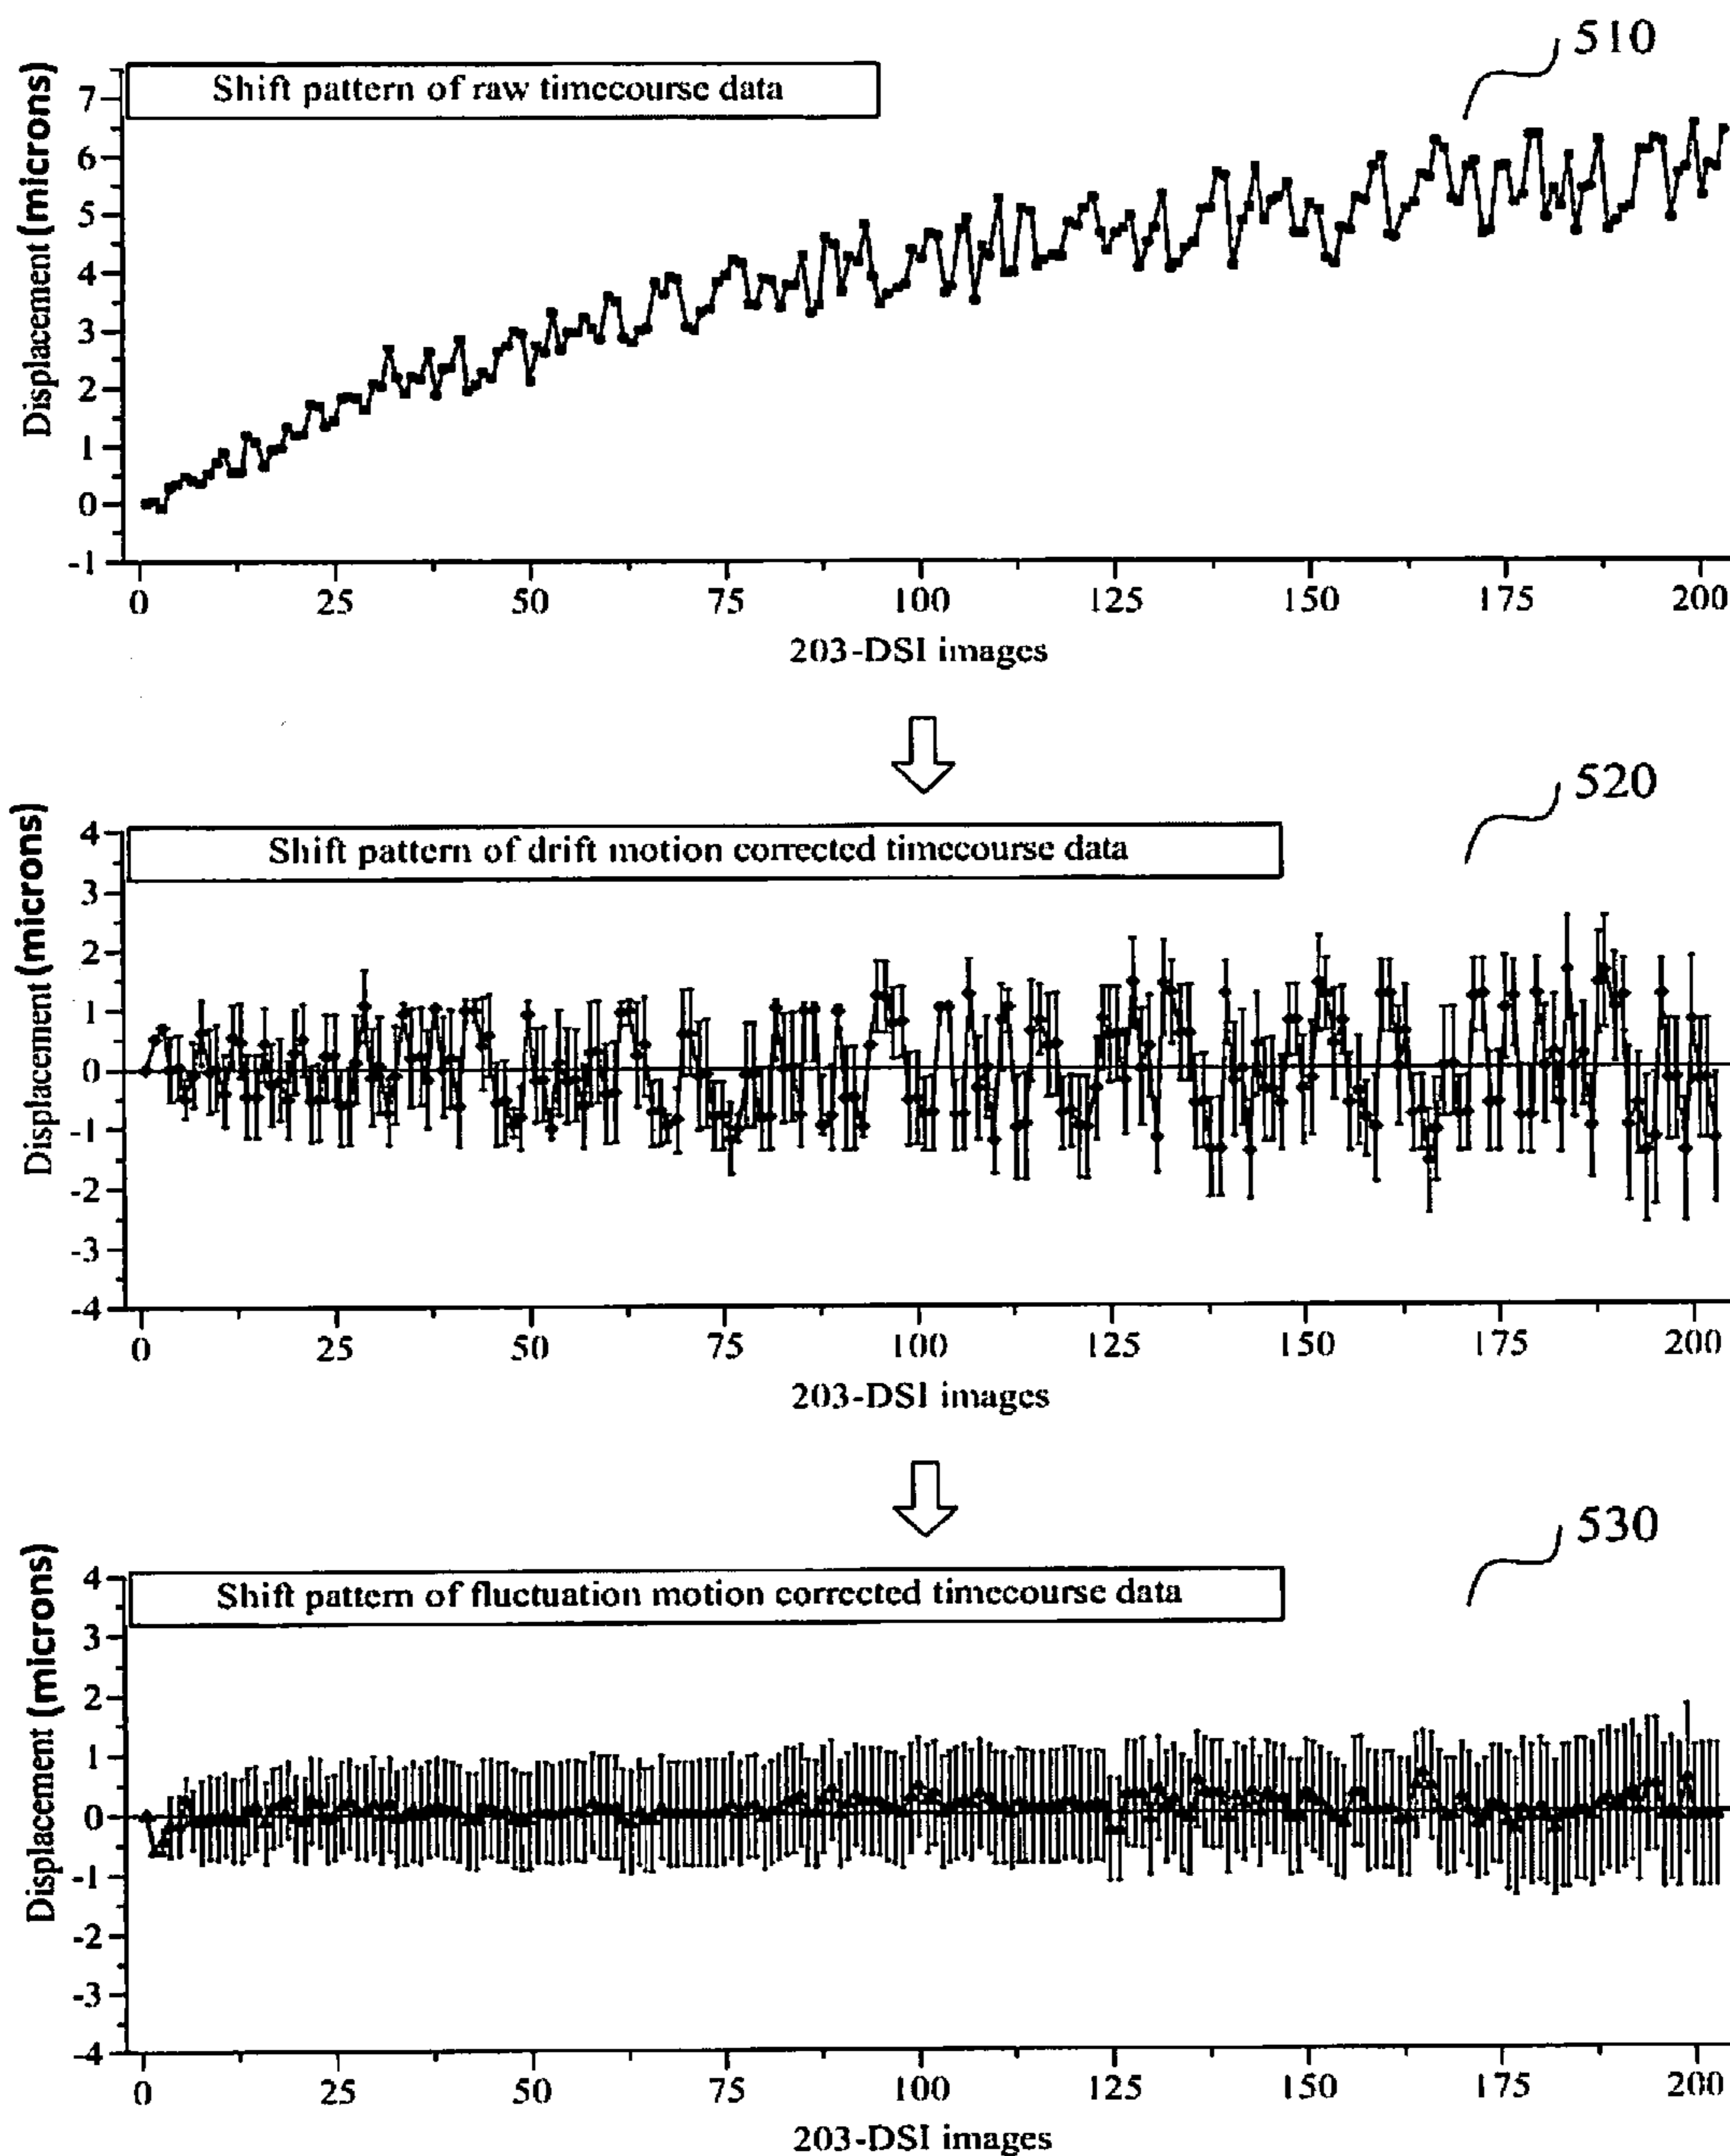 510
Shift pattern of raw timecourse data
Displacement (microns)
7
6
5
4
3
2
1
0
-1
0 25 50 75 100 125 150 175 200
203-DSI images
520
Shift pattern of drift motion corrected timecourse data
Displacement (microns)
4
3
2
1
0
-1
-2
-3
-4
0 25 50 75 100 125 150 175 200
203-DSI images
530
Shift pattern of fluctuation motion corrected timecourse data
Displacement (microns)
4
3
2
1
0
-1
-2
-3
-4
0 25 50 75 100 125 150 175 200
203-DSI images